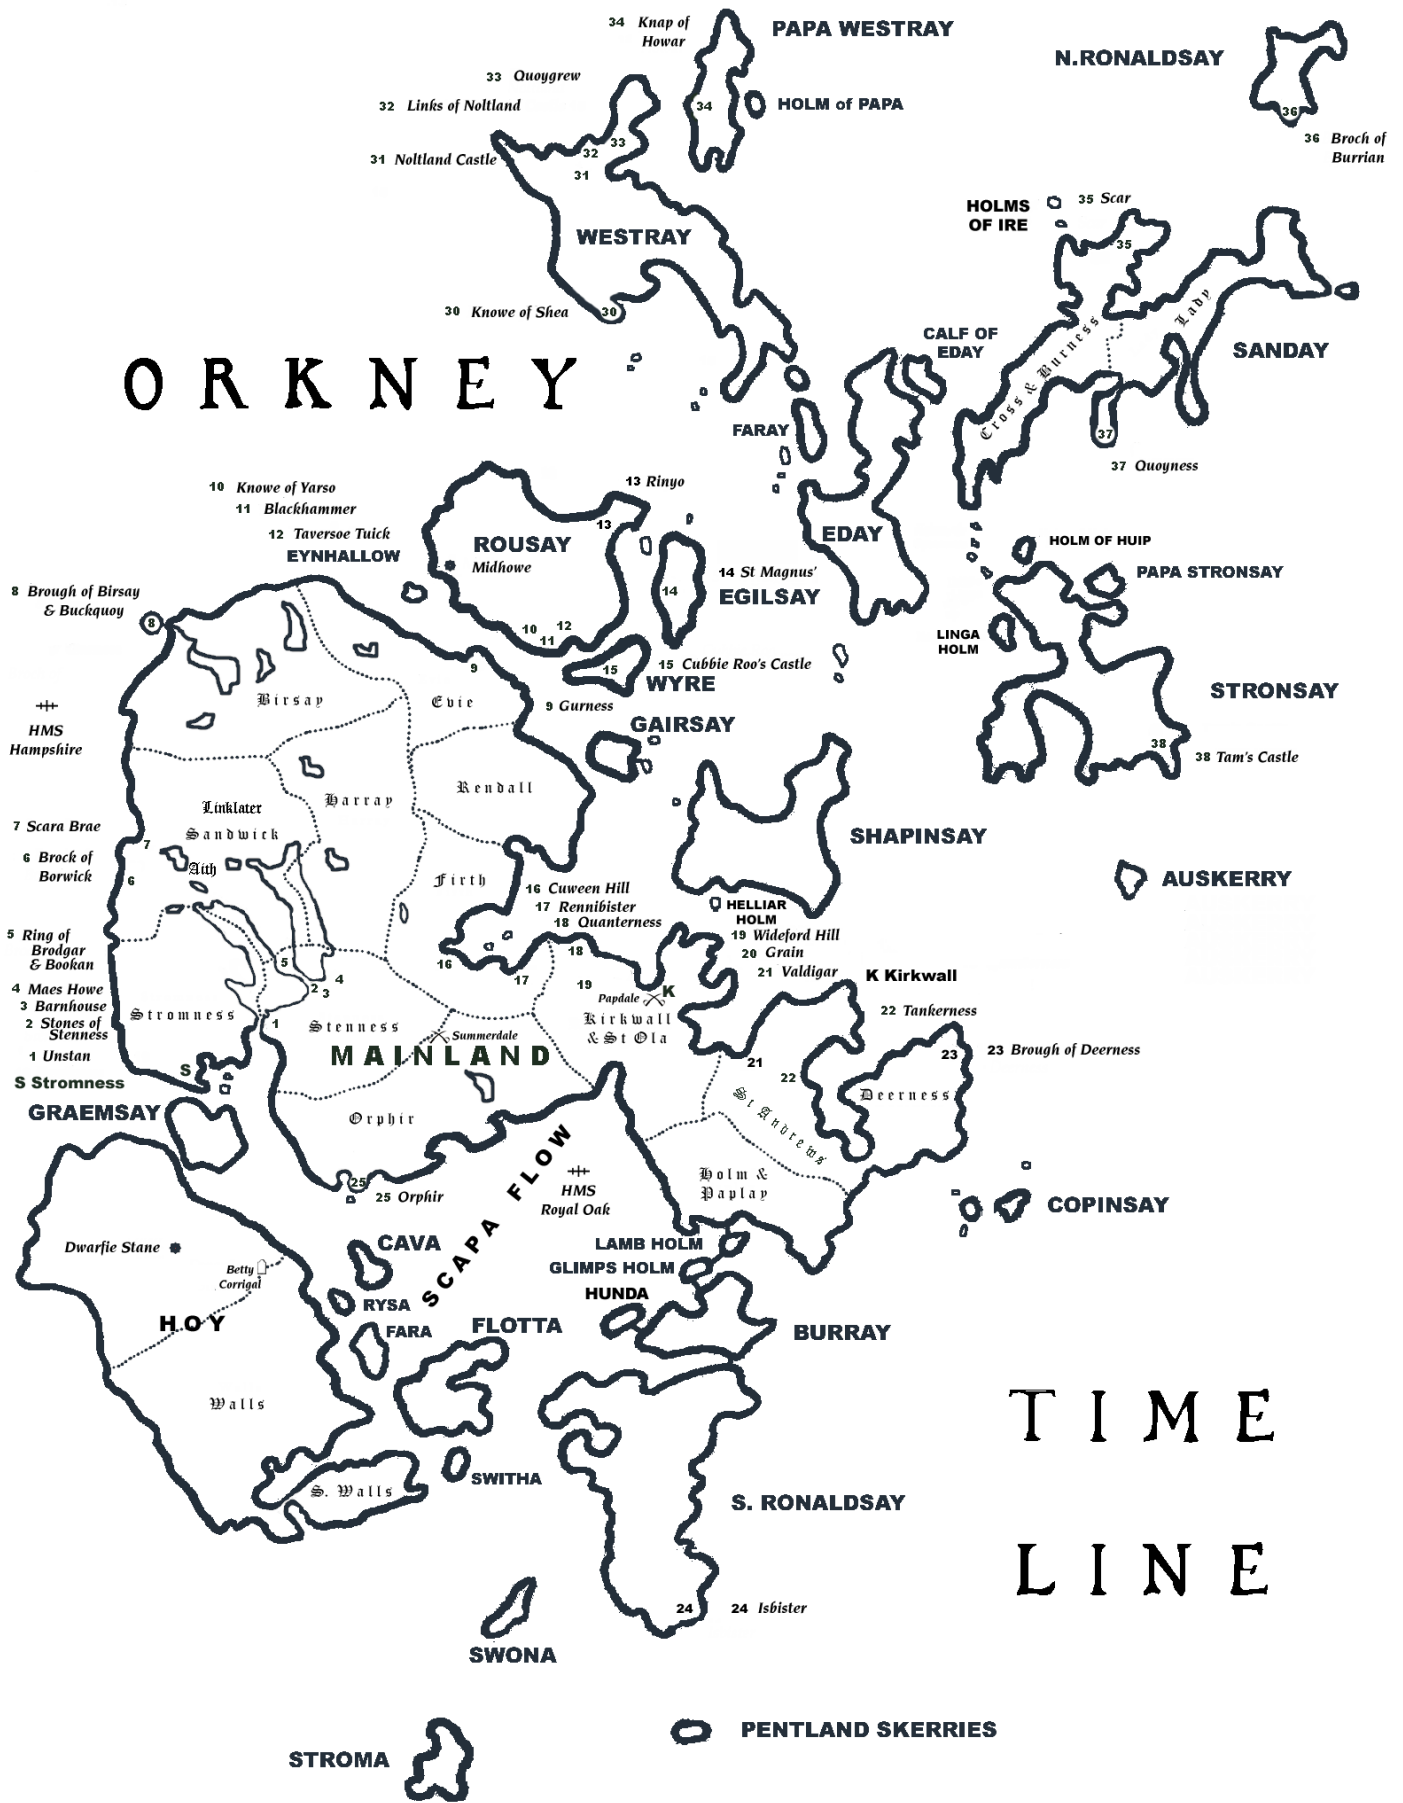 34 Knap of
Howar
PAPA WESTRAY
N.RONALDSAY
33 Quoygrew
32 Links of Noltland
34
HOLM of PAPA
36
36 Broch of
Burrian
31 Noltland Castle
33
32
31
HOLMS
OF IRE
35 Scar
35
WESTRAY
30 Knowe of Shea
30
Lady
Cross & Burness
SANDAY
CALF OF
EDAY
ORKNEY
FARAY
37
37 Quoyness
10 Knowe of Yarso
11 Blackhammer
12 Taversoe Tuick
EYNHALLOW
13 Rinyo
13
ROUSAY
Midhowe
EDAY
HOLM OF HUIP
PAPA STRONSAY
14 St Magnus'
EGILSAY
14
8 Brough of Birsay
& Buckquoy
8
10
11
12
LINGA
HOLM
9
15
15 Cubbie Roo's Castle
WYRE
STRONSAY
Birsay
Evie
9 Gurness
GAIRSAY
HMS
Hampshire
38
38 Tam's Castle
Rendall
Harray
Linklater
Sandwick
7 Scara Brae
7
SHAPINSAY
6 Brock of
Borwick
6
Aith
Firth
AUSKERRY
16 Cuween Hill
17 Rennibister
18 Quanterness
HELLIAR
HOLM
5 Ring of
Brodgar
& Bookan
19 Wideford Hill
20 Grain
21 Valdigar
18
5
16
17
4
2
3
19
K Kirkwall
4 Maes Howe
3 Barnhouse
2 Stones of
Stenness
1 Unstan
S Stromness
Papdale
K
Kirkwall
& St Ola
22 Tankerness
Stromness
1
Stenness
Summerdale
MAINLAND
21
22
23
23 Brough of Deerness
S
Deerness
St Andrews
GRAEMSAY
Orphir
SCAPA FLOW
Holm &
Paplay
25
25 Orphir
HMS
Royal Oak
COPINSAY
Dwarfie Stane
Betty
Corrigal
CAVA
LAMB HOLM
GLIMPS HOLM
HUNDA
RYSA
HOY
FARA
FLOTTA
BURRAY
Walls
TIME
S. Walls
SWITHA
S. RONALDSAY
LINE
24
24 Isbister
SWONA
PENTLAND SKERRIES
STROMA